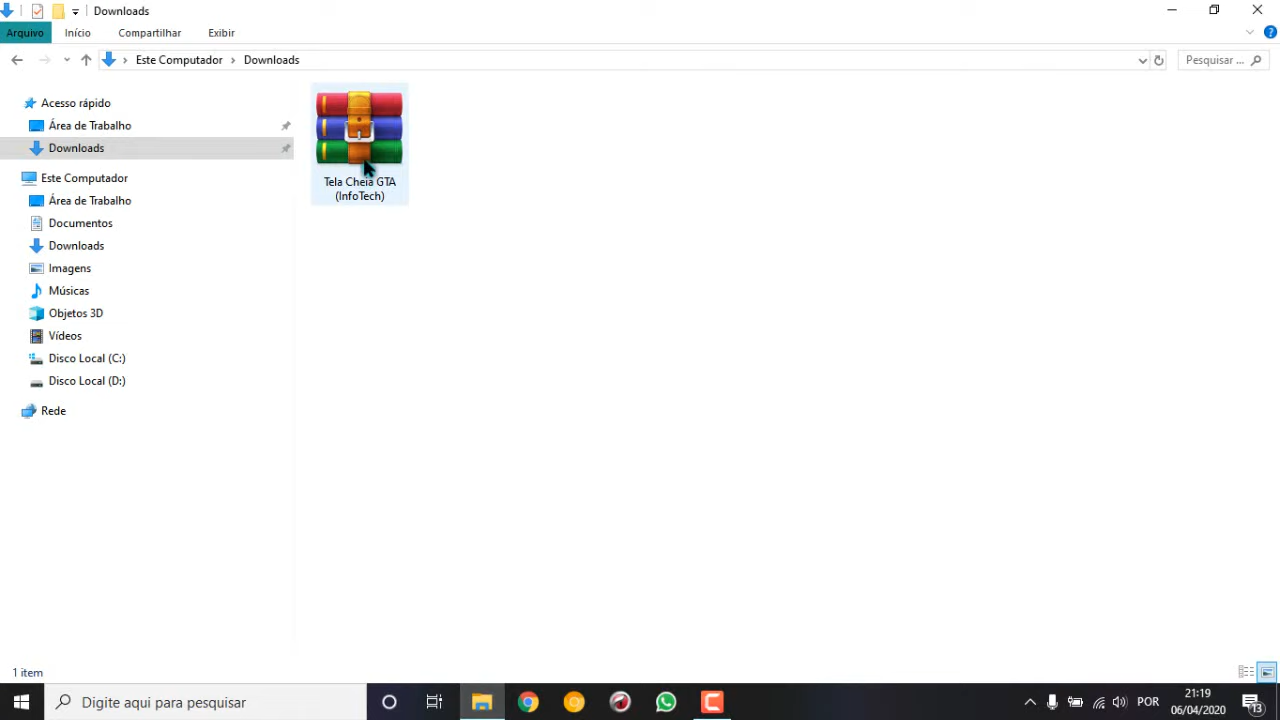 Downloads
Arquivo Início Compartilhar Exibir
Este Computador Downloads
Pesquisar ...
Acesso rápido
Área de Trabalho
Downloads
Este Computador
Área de Trabalho
Documentos
Downloads
Imagens
Músicas
Objetos 3D
Vídeos
Disco Local (C:)
Disco Local (D:)
Rede
Tela Cheia GTA
(InfoTech)
1 item
Digite aqui para pesquisar
POR
21:19
06/04/2020
13